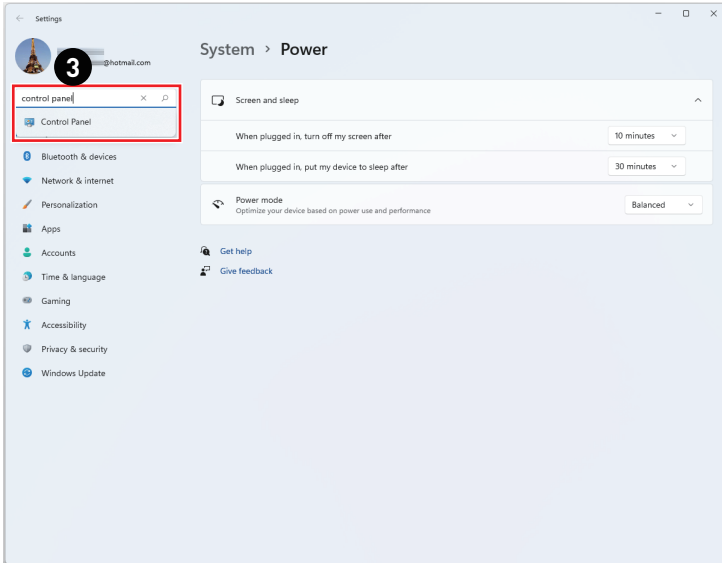 Settings
3
@hotmail.com
System > Power
control panel
Control Panel
Bluetooth & devices
Network & internet
Personalization
Apps
Accounts
Time & language
Gaming
Accessibility
Privacy & security
Windows Update
Screen and sleep
When plugged in, turn off my screen after
10 minutes
When plugged in, put my device to sleep after
30 minutes
Power mode
Optimize your device based on power use and performance
Balanced
Get help
Give feedback